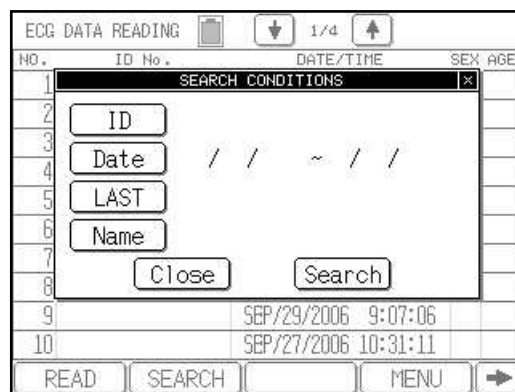 ECG DATA READING 1/4
NO. ID No. DATE/TIME SEX AGE
SEARCH CONDITIONS ×
1
2
ID
3
Date / / ~ / /
4
5
LAST
6
Name
7
8
Close Search
9 SEP/29/2006 9:07:06
10 SEP/27/2006 10:31:11
READ SEARCH MENU